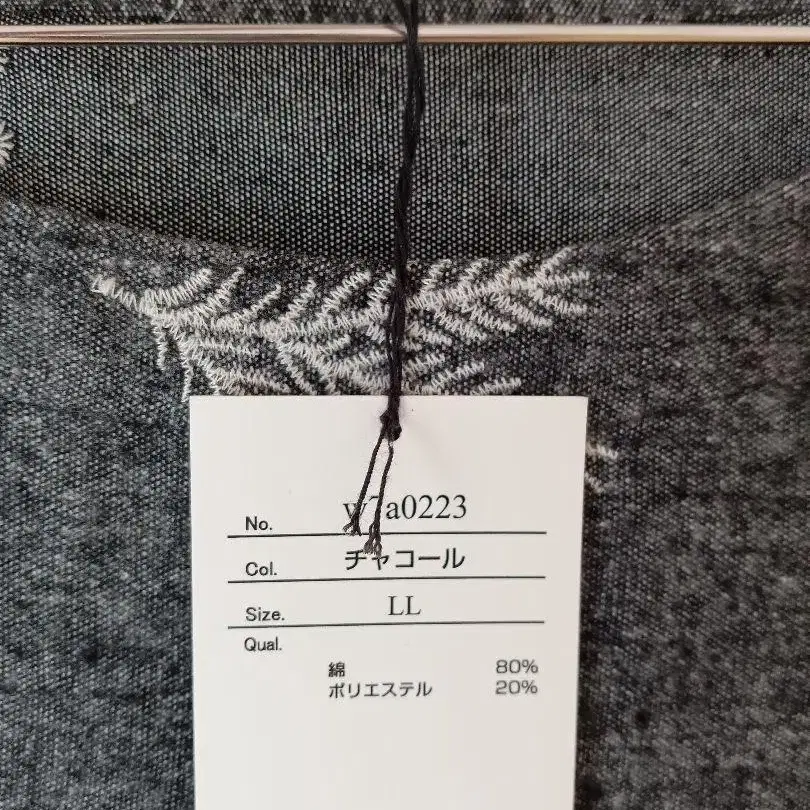 No. w7a0223
Col. チャコール
Size. LL
Qual.
綿 80%
ポリエステル 20%